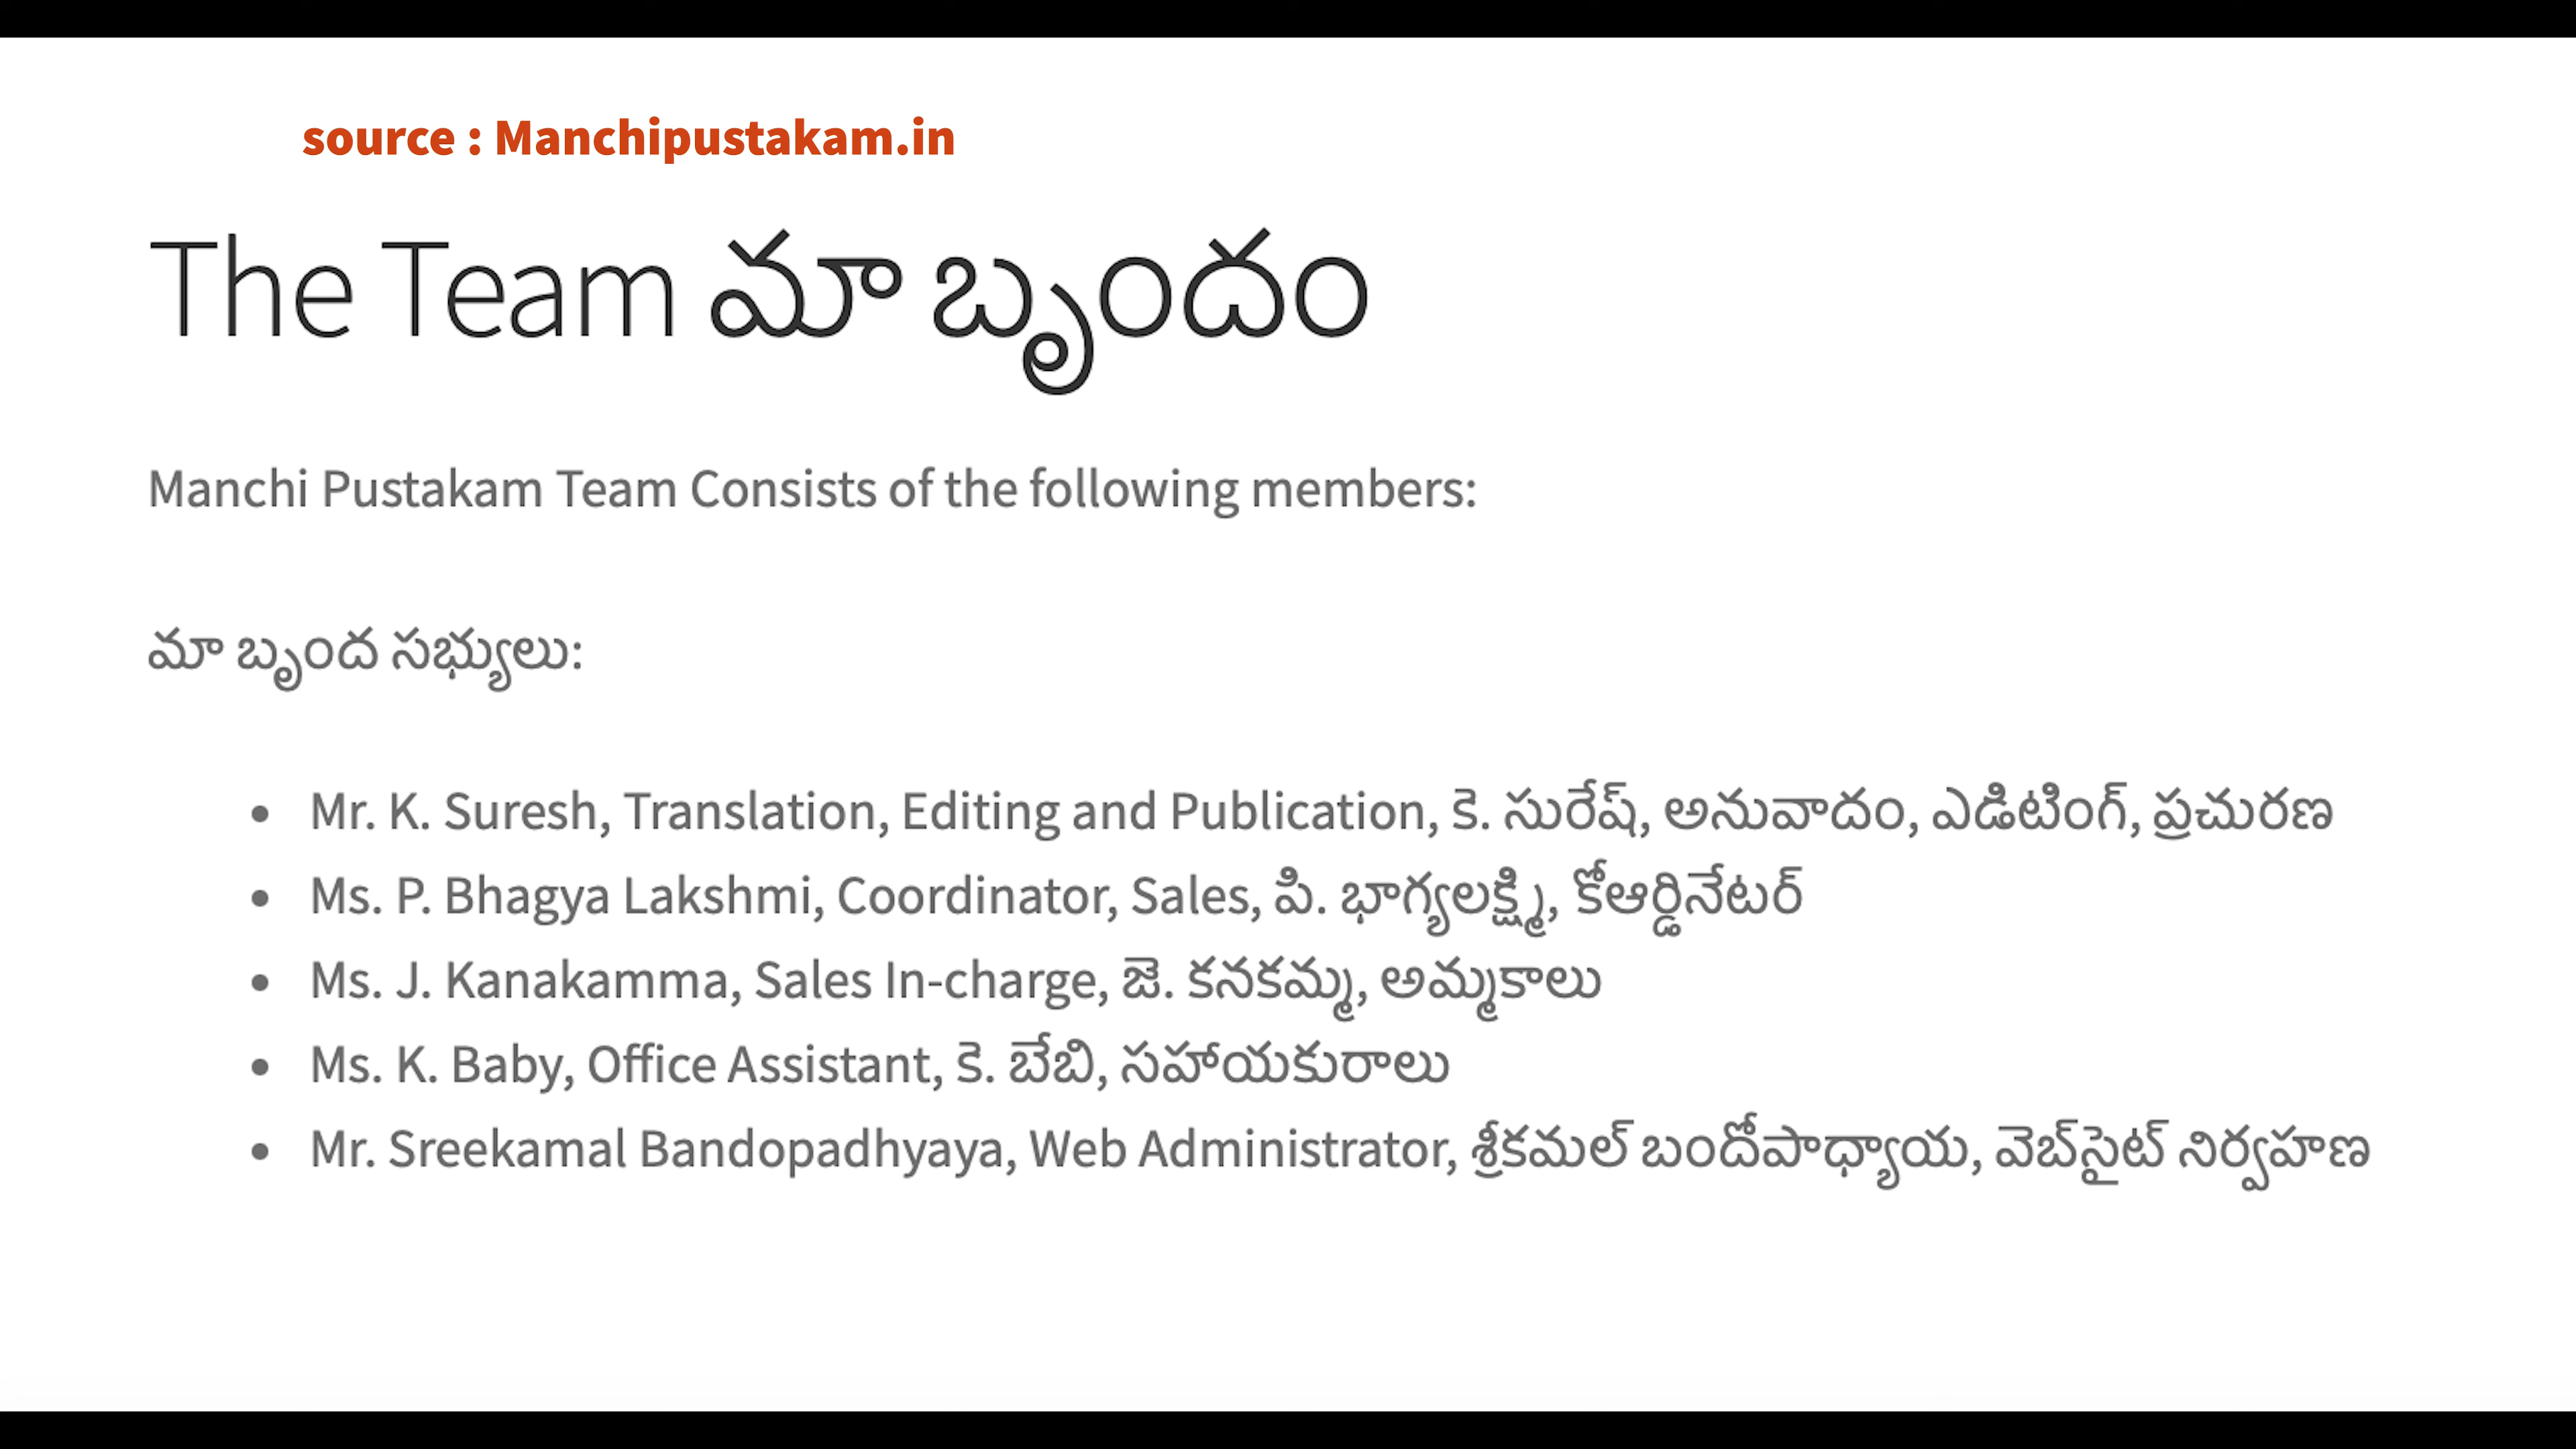 source : Manchipustakam.in
The Team మా బృందం
Manchi Pustakam Team Consists of the following members:
మా బృంద సభ్యులు:
• Mr. K. Suresh, Translation, Editing and Publication, కె. సురేష్, అనువాదం, ఎడిటింగ్, ప్రచురణ
• Ms. P. Bhagya Lakshmi, Coordinator, Sales, పి. భాగ్యలక్ష్మి, కోఆర్డినేటర్
• Ms. J. Kanakamma, Sales In-charge, జె. కనకమ్మ, అమ్మకాలు
• Ms. K. Baby, Office Assistant, కె. బేబి, సహాయకురాలు
• Mr. Sreekamal Bandopadhyaya, Web Administrator, శ్రీకమల్ బందోపాధ్యాయ, వెబ్‌సైట్ నిర్వహణ